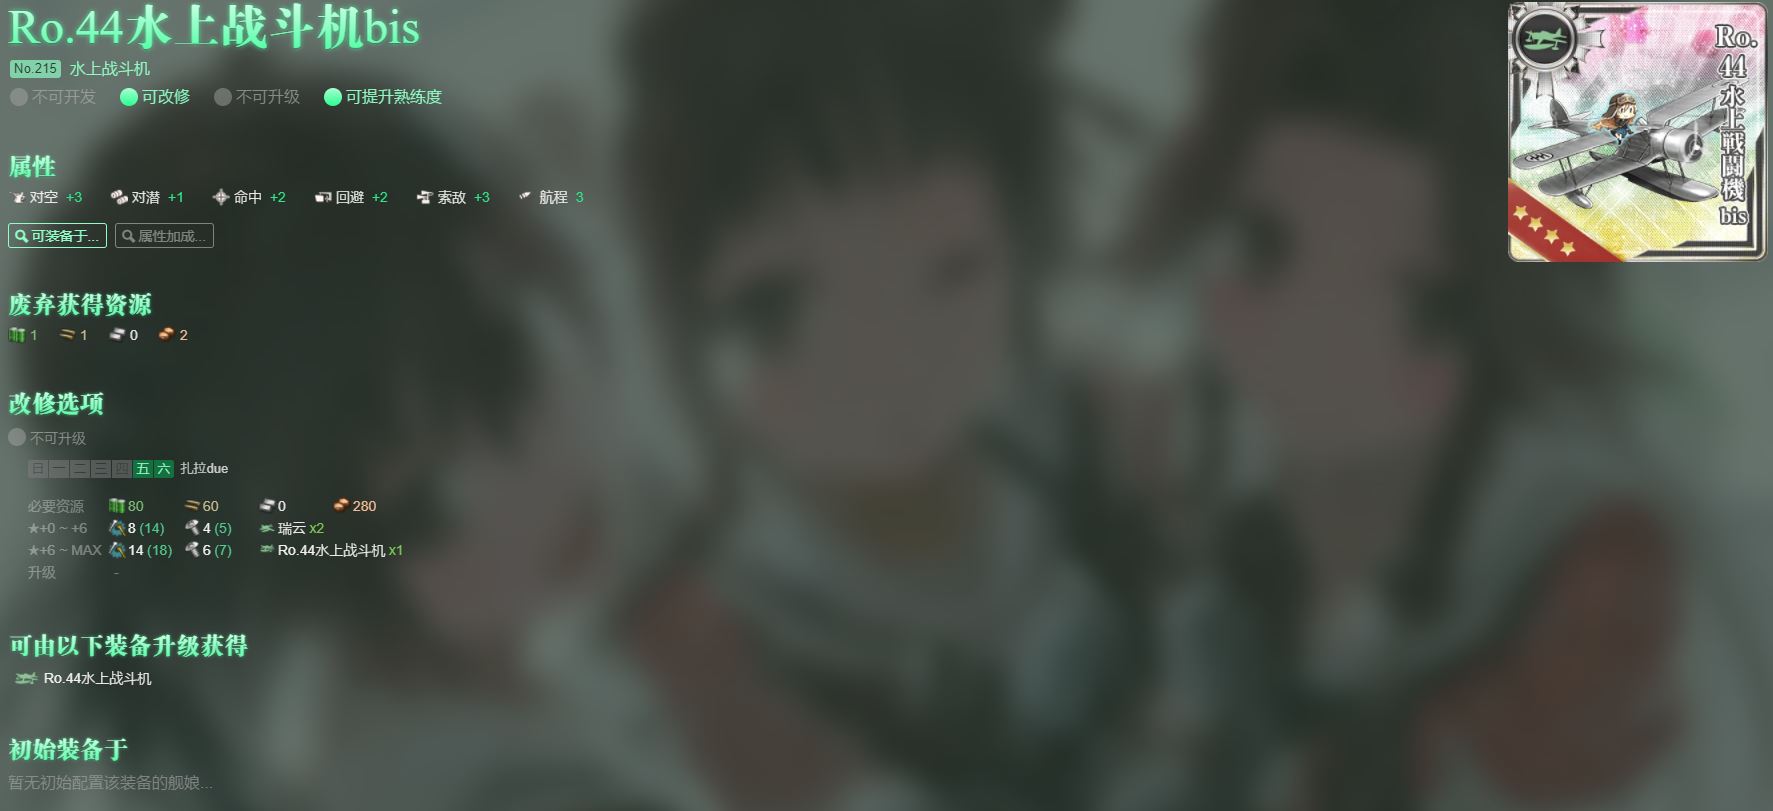 Ro.44水上战斗机bis
No.215 水上战斗机
不可开发 可改修 不可升级 可提升熟练度
属性
对空 +3 对潜 +1 命中 +2 回避 +2 索敌 +3 航程 3
可装备于... 属性加成...
废弃获得资源
1 1 0 2
改修选项
不可升级
日 一 二 三 四 五 六 扎拉due
必要资源 80 60 0 280
★+0 ~ +6 8 (14) 4 (5) 瑞云 x2
★+6 ~ MAX 14 (18) 6 (7) Ro.44水上战斗机 x1
升级 -
可由以下装备升级获得
Ro.44水上战斗机
初始装备于
暂无初始配置该装备的舰娘...
Ro.44水上戦闘機bis